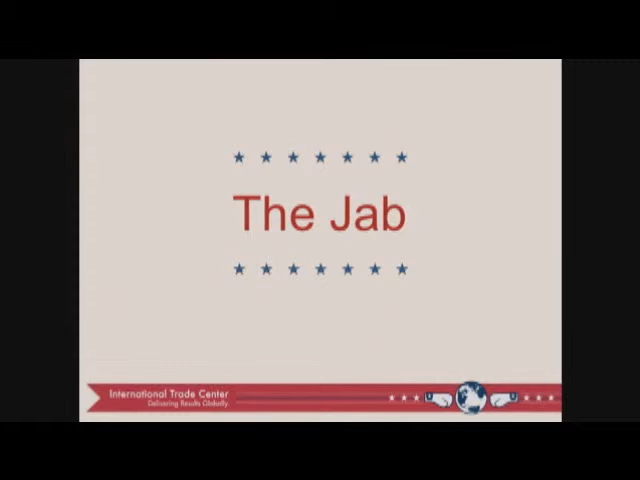 The Jab
International Trade Center
Delivering Results Globally